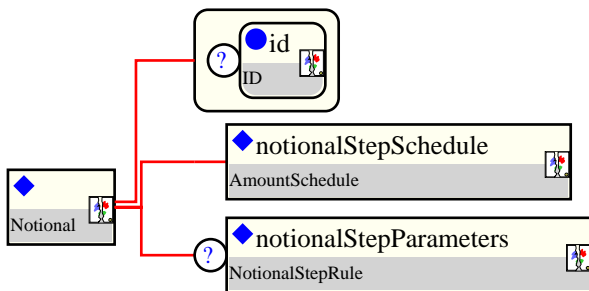 ?
id
ID
notionalStepSchedule
AmountSchedule
Notional
?
notionalStepParameters
NotionalStepRule